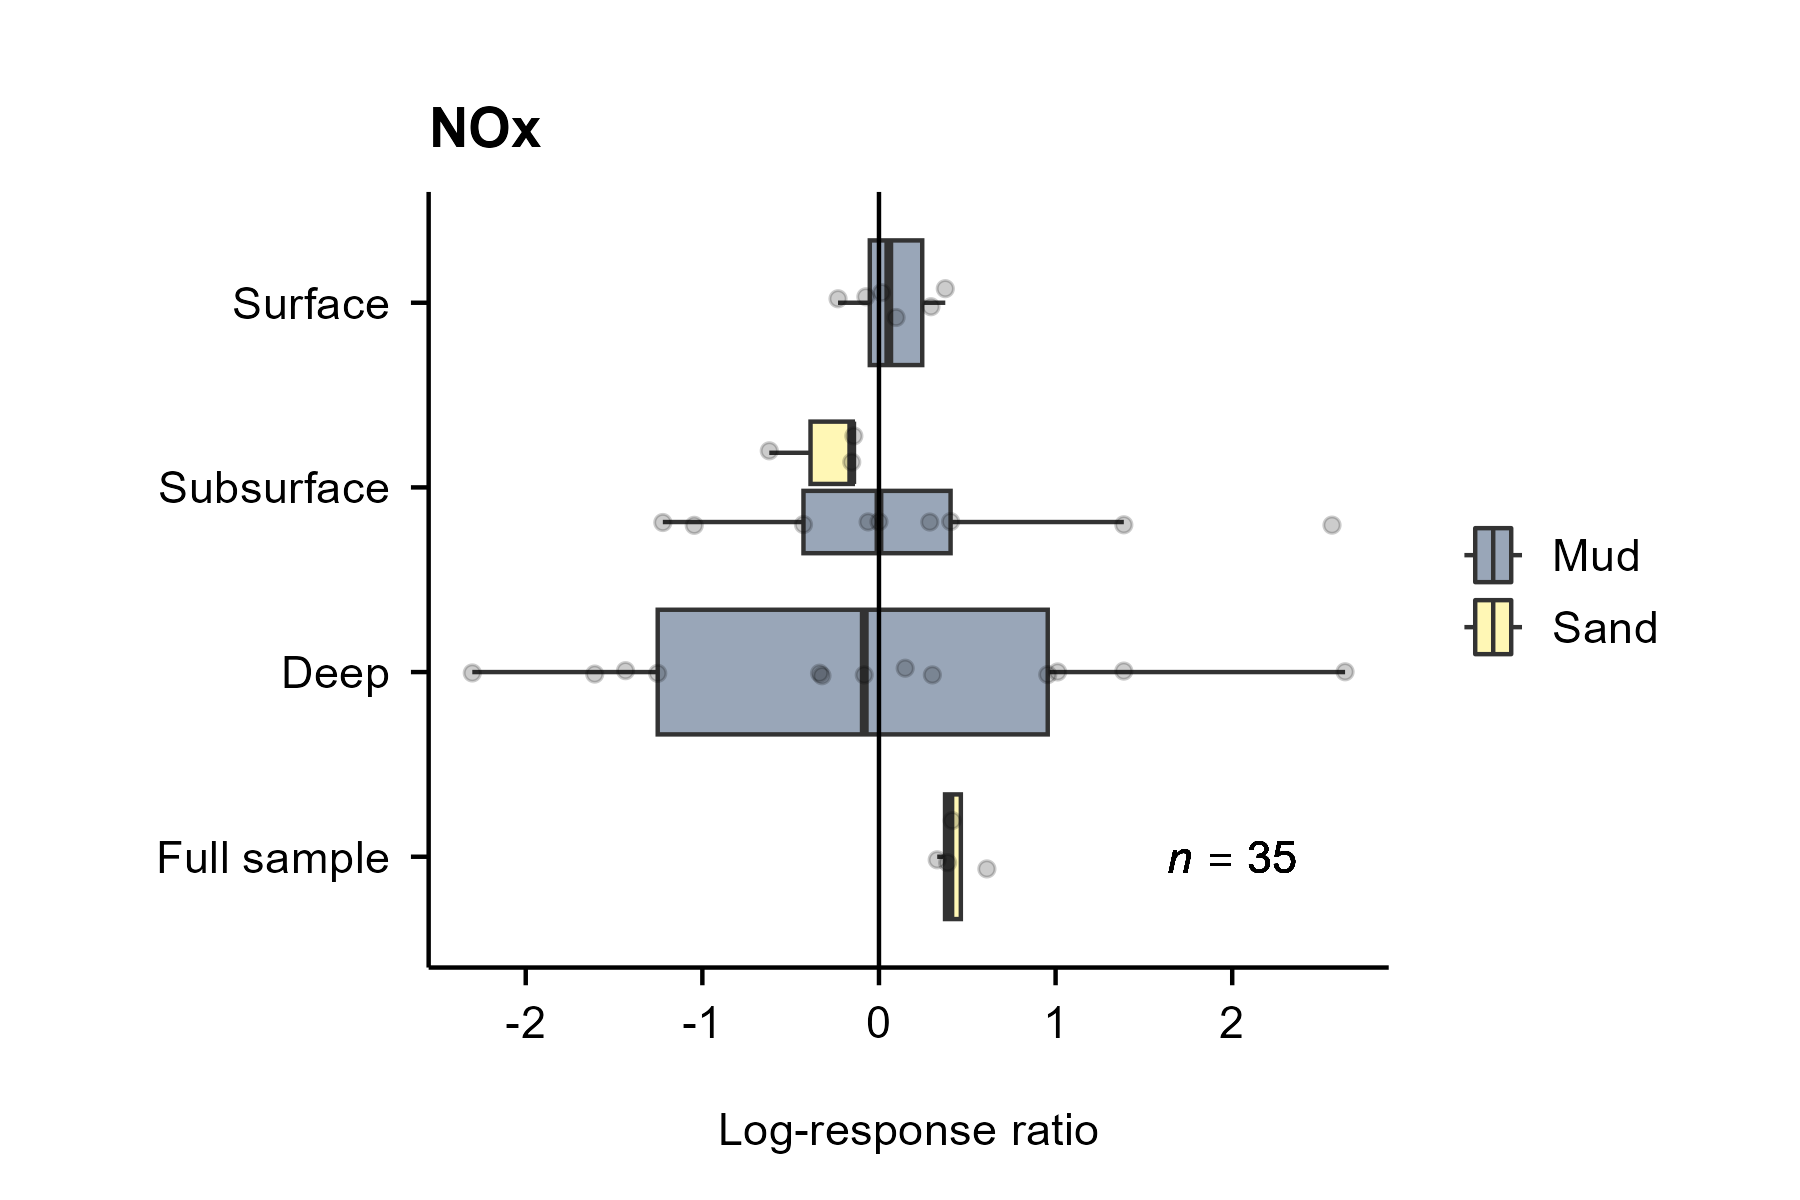 NOx
Surface
Subsurface
Deep
Full sample
n = 35
Mud
Sand
-2 -1 0 1 2
Log-response ratio